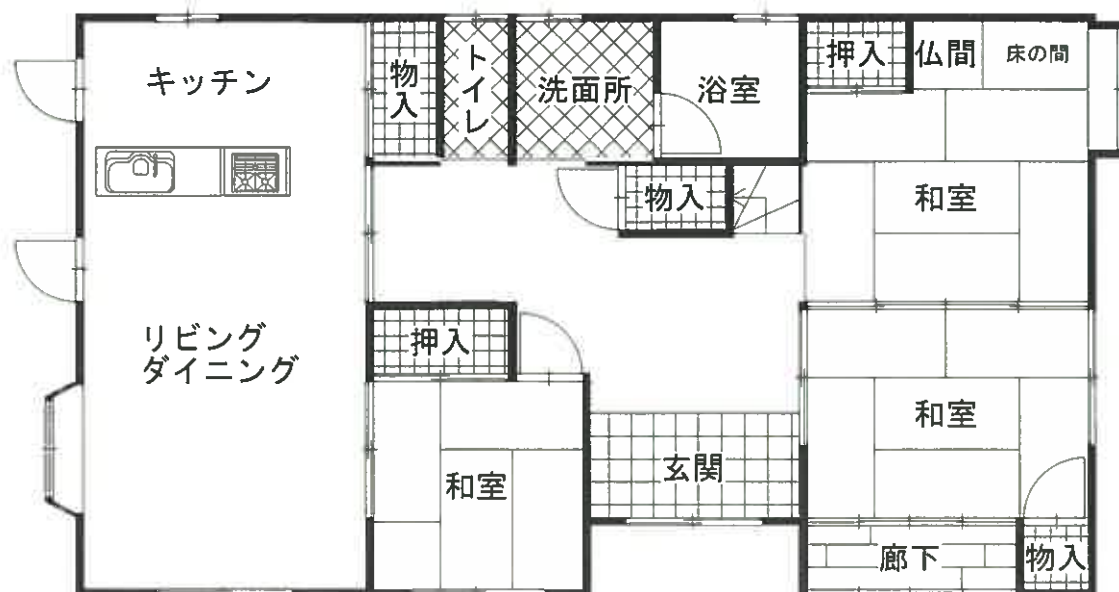 キッチン
物入
トイレ
洗面所
浴室
押入
仏間
床の間
物入
和室
リビング
ダイニング
押入
和室
和室
玄関
廊下
物入